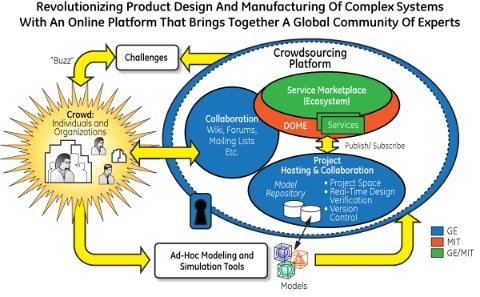 Revolutionizing Product Design And Manufacturing Of Complex Systems
With An Online Platform That Brings Together A Global Community Of Experts
"Buzz"
Challenges
Crowdsourcing
Platform
Service Marketplace
(Ecosystem)
Crowd:
Individuals and
Organizations
Collaboration
Wiki, Forums,
Mailing Lists
Etc.
DOME
Services
Publish/ Subscribe
Project
Hosting & Collaboration
Model
Repository
• Project Space
• Real-Time Design
Verification
• Version
Control
Ad-Hoc Modeling and
Simulation Tools
Models
GE
MIT
GE/MIT